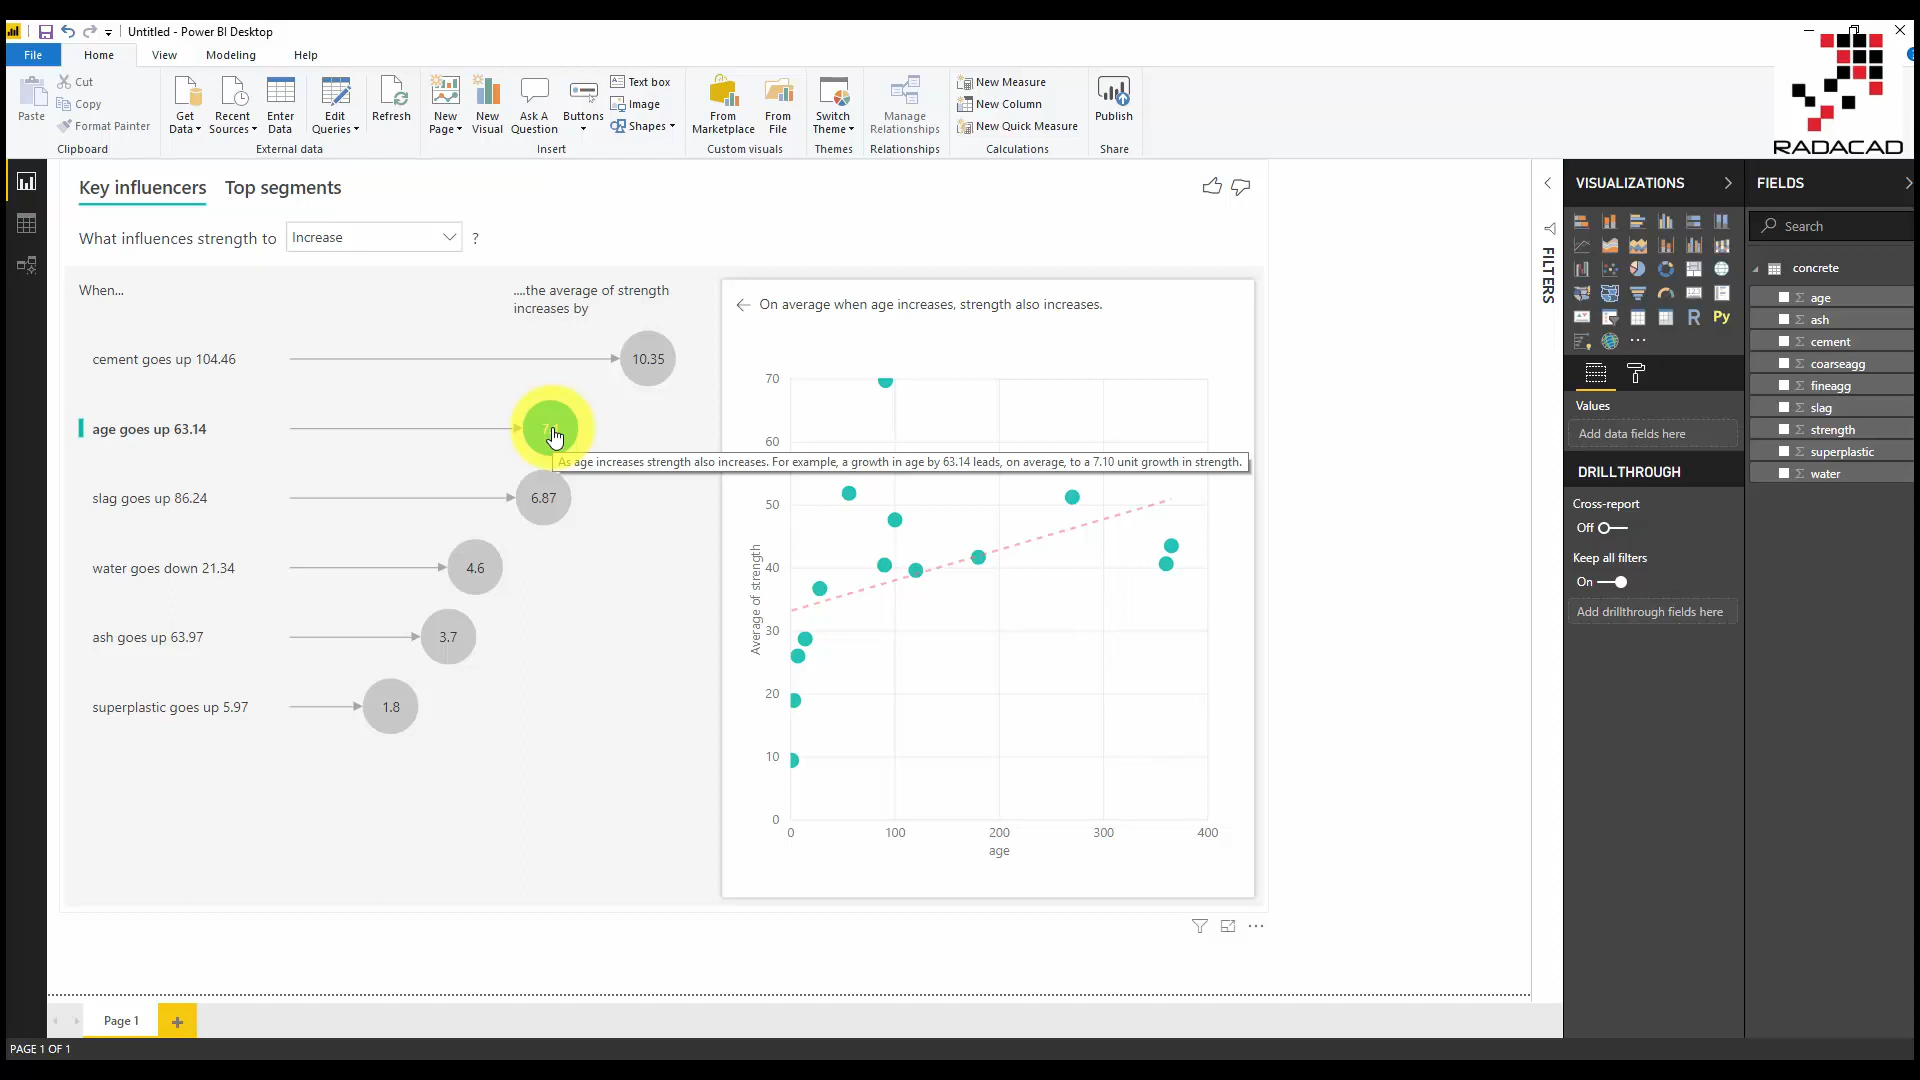 Untitled - Power BI Desktop
File Home View Modeling Help
Paste
Cut
Copy
Format Painter
Clipboard
Get Data
Recent Sources
Enter Data
Edit Queries
Refresh
External data
New Page
New Visual
Ask A Question
Buttons
Text box
Image
Shapes
Insert
From Marketplace
From File
Custom visuals
Switch Theme
Themes
Manage Relationships
Relationships
New Measure
New Column
New Quick Measure
Calculations
Publish
Share
RADACAD
Key influencers Top segments
What influences strength to Increase ?
When...
....the average of strength
increases by
cement goes up 104.46 10.35
age goes up 63.14
As age increases strength also increases. For example, a growth in age by 63.14 leads, on average, to a 7.10 unit growth in strength.
slag goes up 86.24 6.87
water goes down 21.34 4.6
ash goes up 63.97 3.7
superplastic goes up 5.97 1.8
On average when age increases, strength also increases.
Average of strength
70
60
50
40
30
20
10
0
0 100 200 300 400
age
FILTERS
VISUALIZATIONS
R Py
Values
Add data fields here
DRILLTHROUGH
Cross-report
Off
Keep all filters
On
Add drillthrough fields here
FIELDS
Search
concrete
age
ash
cement
coarseagg
fineagg
slag
strength
superplastic
water
Page 1
PAGE 1 OF 1